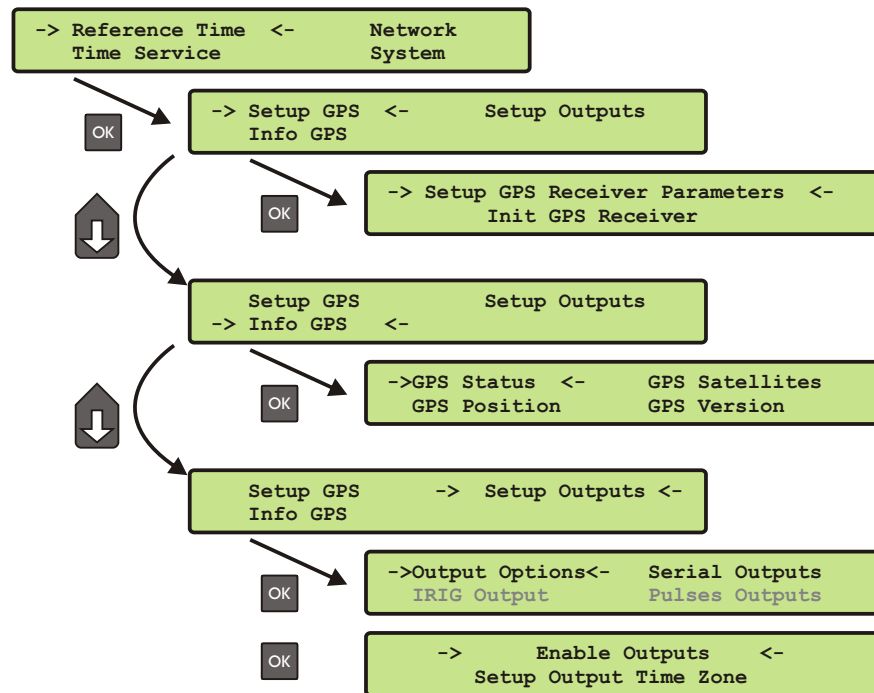 -> Reference Time <- Network
Time Service System
OK
-> Setup GPS <- Setup Outputs
Info GPS
OK
-> Setup GPS Receiver Parameters <-
Init GPS Receiver
Setup GPS Setup Outputs
-> Info GPS <-
OK
->GPS Status <- GPS Satellites
GPS Position GPS Version
Setup GPS -> Setup Outputs <-
Info GPS
OK
->Output Options<- Serial Outputs
IRIG Output Pulses Outputs
OK
-> Enable Outputs <-
Setup Output Time Zone